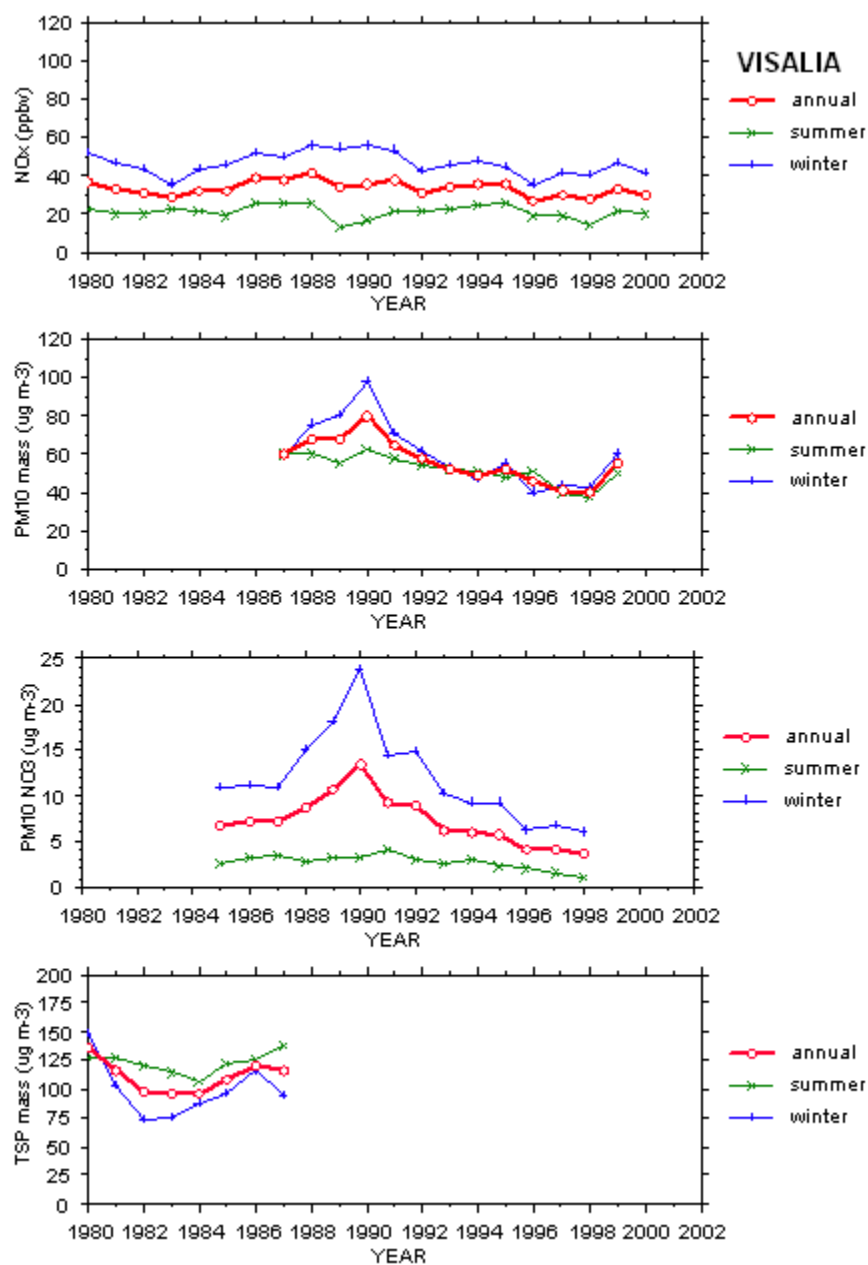 VISALIA
120
100
80
60
40
20
0
NOx (ppbv)
1980 1982 1984 1986 1988 1990 1992 1994 1996 1998 2000 2002
YEAR
annual
summer
winter
120
100
80
60
40
20
0
PM10 mass (ug m-3)
1980 1982 1984 1986 1988 1990 1992 1994 1996 1998 2000 2002
YEAR
annual
summer
winter
25
20
15
10
5
0
PM10 NO3 (ug m-3)
1980 1982 1984 1986 1988 1990 1992 1994 1996 1998 2000 2002
YEAR
annual
summer
winter
200
175
150
125
100
75
50
25
0
TSP mass (ug m-3)
1980 1982 1984 1986 1988 1990 1992 1994 1996 1998 2000 2002
YEAR
annual
summer
winter